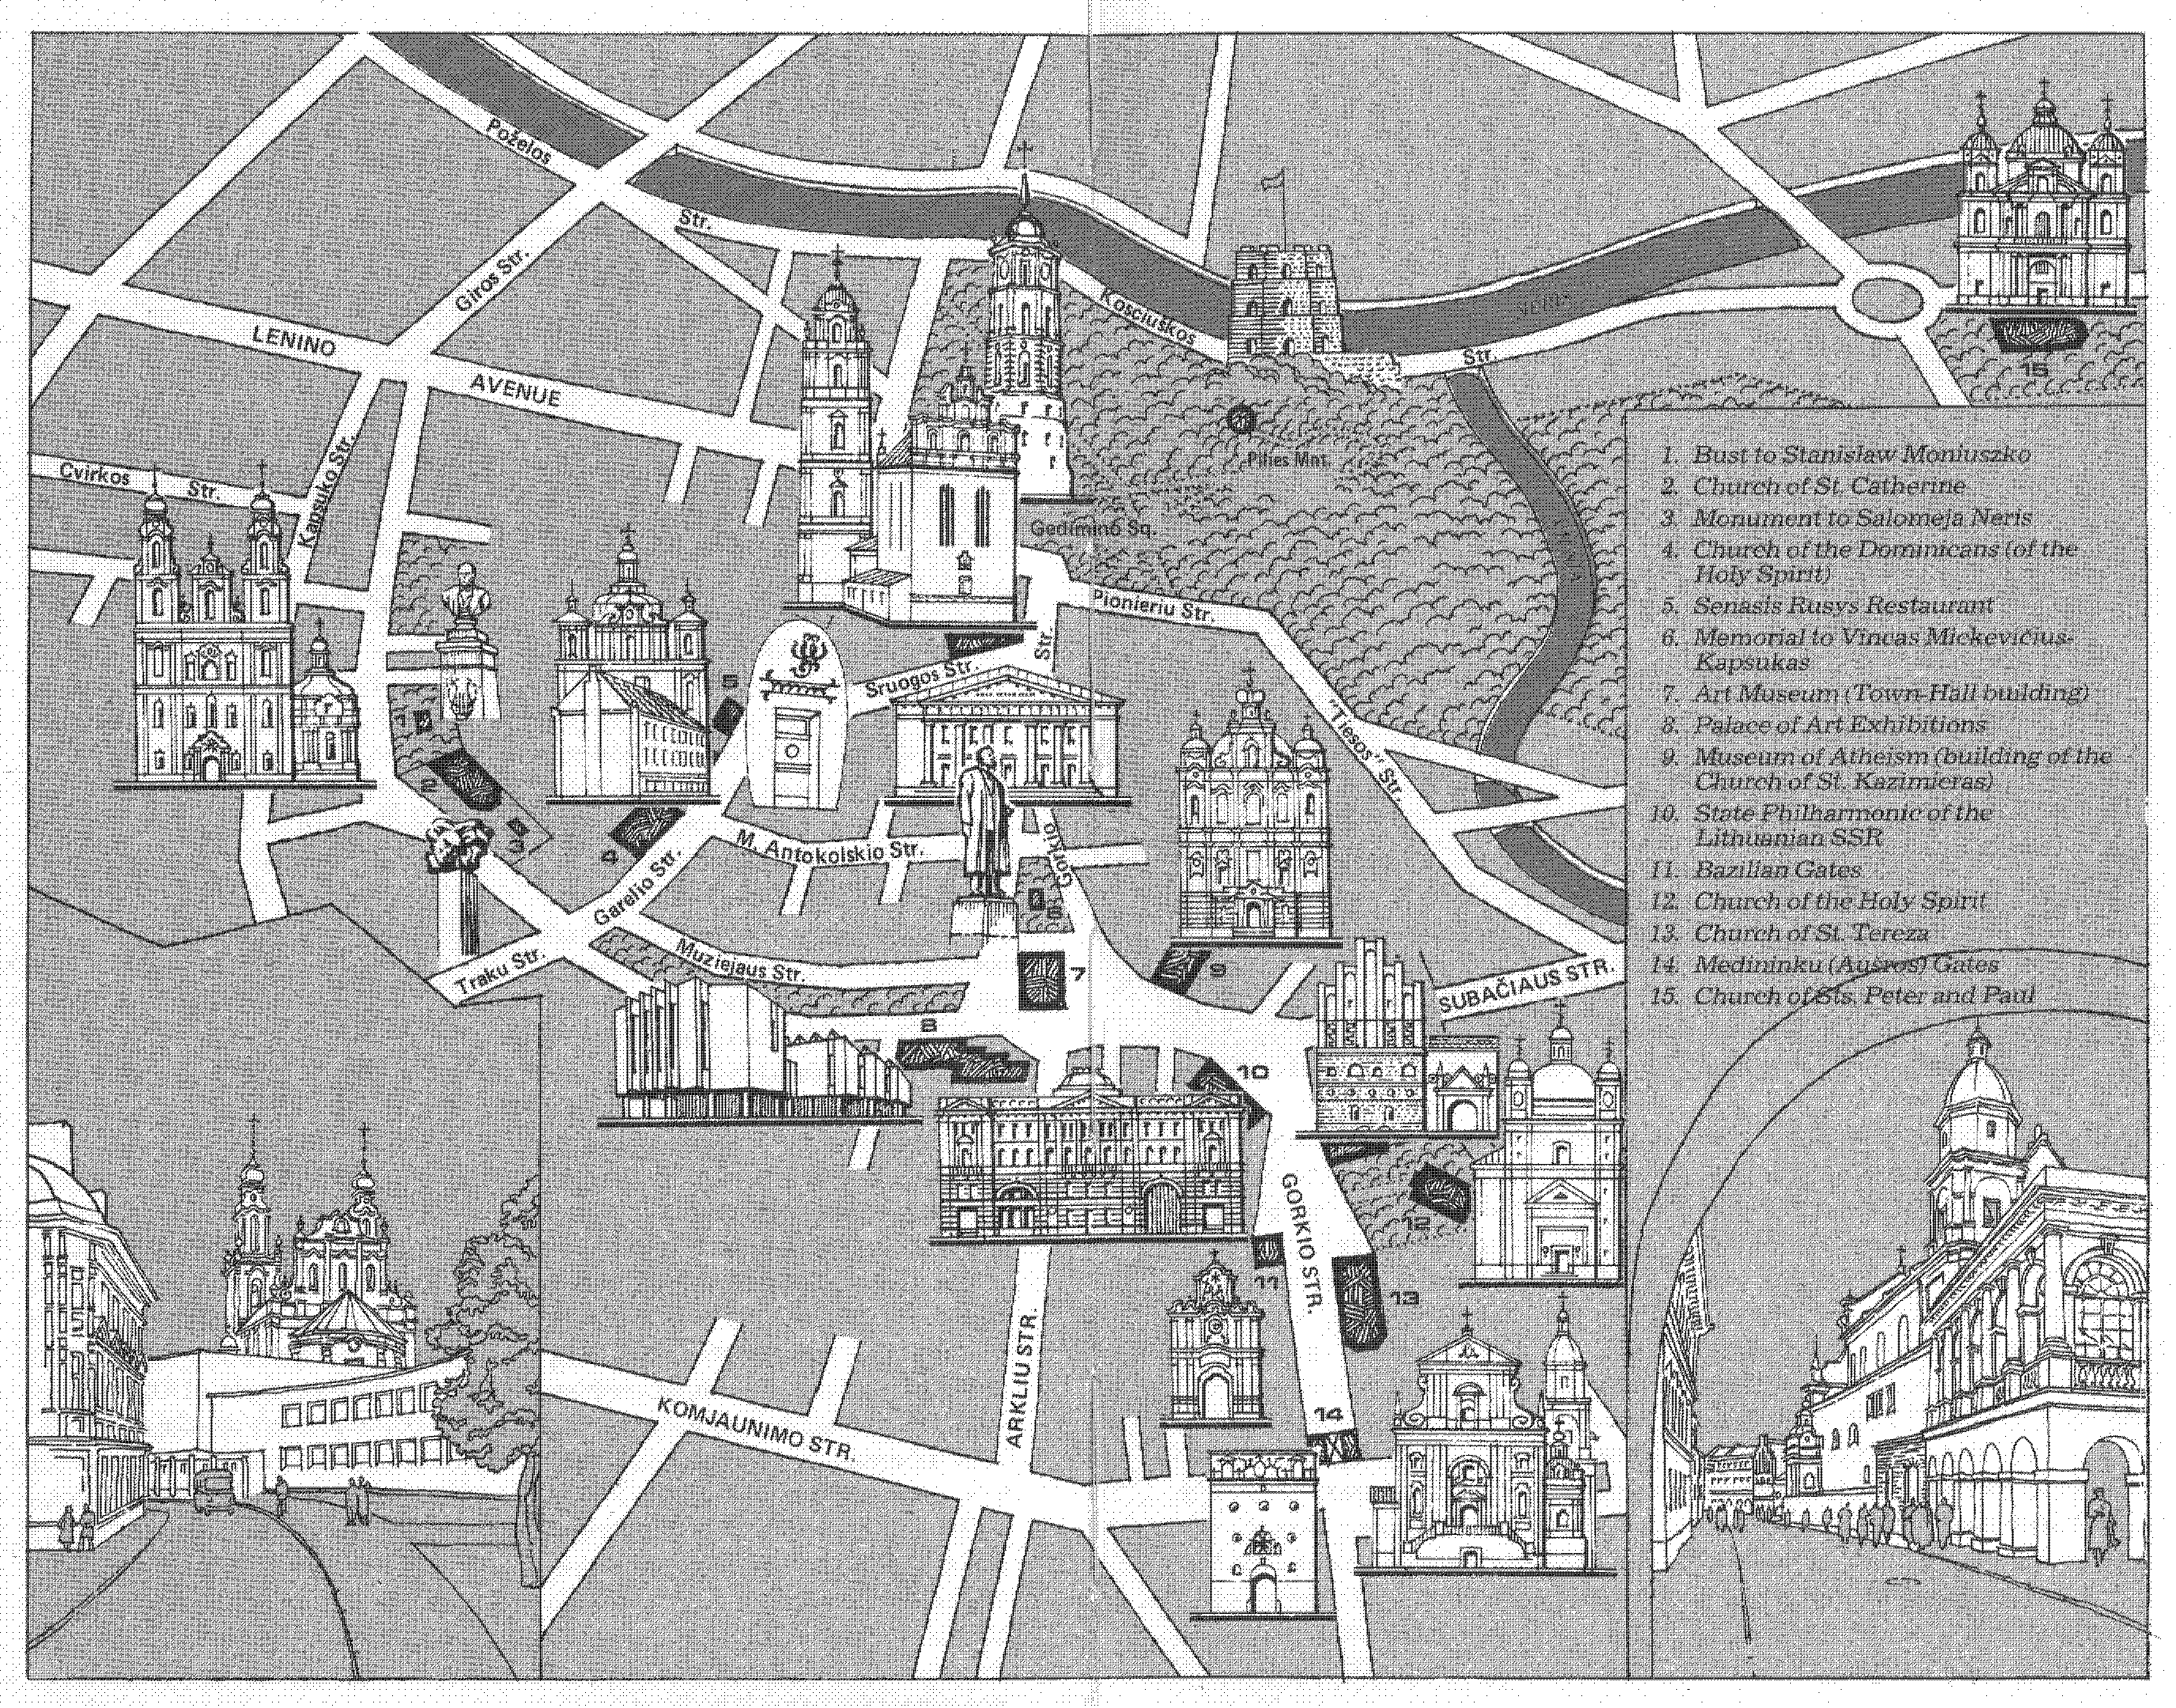 Poželos
Str.
Giros Str.
LENINO
AVENUE
Kosciuškos
Str.
15
Cvirkos Str.
Kapsuko Str.
Pilies Mnt.
Gedimino Sq.
Pionieriu Str.
Str.
Sruogos Str.
"Tiesos" Str.
5
1
2
3
4
M. Antokolskio Str.
Garelio Str.
Gorkio
6
Traku Str.
Muziejaus Str.
7
9
SUBAČIAUS STR.
8
10
GORKIO STR.
12
11
13
ARKLIU STR.
KOMJAUNIMO STR.
14
1. Bust to Stanislaw Moniuszko
2. Church of St. Catherine
3. Monument to Salomeja Neris
4. Church of the Dominicans (of the
Holy Spirit)
5. Senasis Rusys Restaurant
6. Memorial to Vincas Mickevičius-
Kapsukas
7. Art Museum (Town-Hall building)
8. Palace of Art Exhibitions
9. Museum of Atheism (building of the
Church of St. Kazimieras)
10. State Philharmonic of the
Lithuanian SSR
11. Bazilian Gates
12. Church of the Holy Spirit
13. Church of St. Tereza
14. Medininku (Aušros) Gates
15. Church of Sts. Peter and Paul